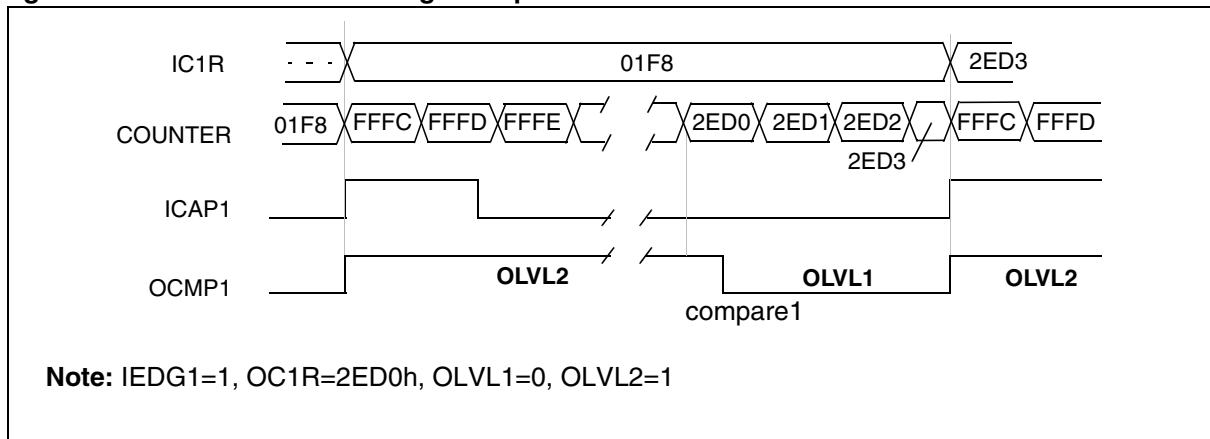 IC1R - - - 01F8 2ED3
COUNTER 01F8 FFFC FFFD FFFE 2ED0 2ED1 2ED2 FFFC FFFD
2ED3
ICAP1
OCMP1 OLVL2 OLVL1 OLVL2
compare1
Note: IEDG1=1, OC1R=2ED0h, OLVL1=0, OLVL2=1